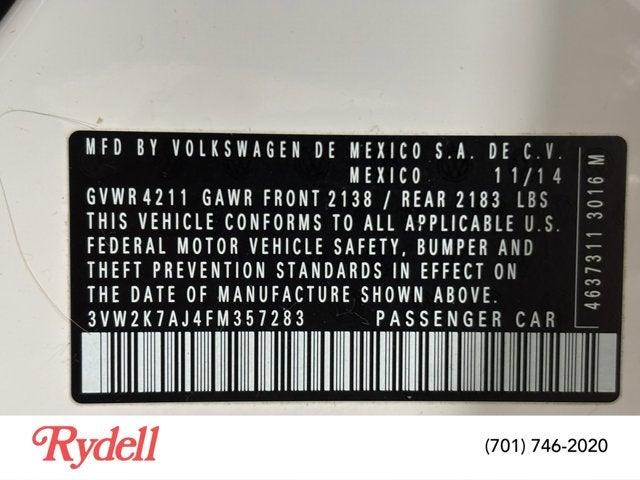 MFD BY VOLKSWAGEN DE MEXICO S.A. DE C.V.
MEXICO 11/14
GVWR 4211 GAWR FRONT 2138 / REAR 2183 LBS
THIS VEHICLE CONFORMS TO ALL APPLICABLE U.S.
FEDERAL MOTOR VEHICLE SAFETY, BUMPER AND
THEFT PREVENTION STANDARDS IN EFFECT ON
THE DATE OF MANUFACTURE SHOWN ABOVE.
3VW2K7AJ4FM357283 PASSENGER CAR
4637311 3016 M
Rydell
(701) 746-2020